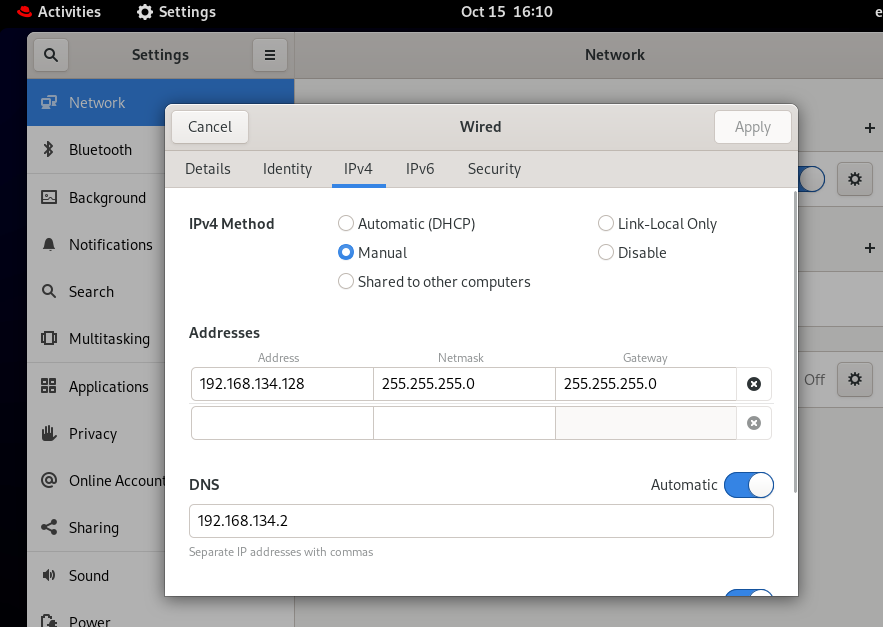 Activities Settings Oct 15 16:10 e
Settings Network
Network
Bluetooth
Background
Notifications
Search
Multitasking
Applications
Privacy
Online Account
Sharing
Sound
Power
Off
Cancel Wired Apply
Details Identity IPv4 IPv6 Security
IPv4 Method Automatic (DHCP) Link-Local Only
Manual Disable
Shared to other computers
Addresses
Address Netmask Gateway
192.168.134.128 255.255.255.0 255.255.255.0
DNS Automatic
192.168.134.2
Separate IP addresses with commas